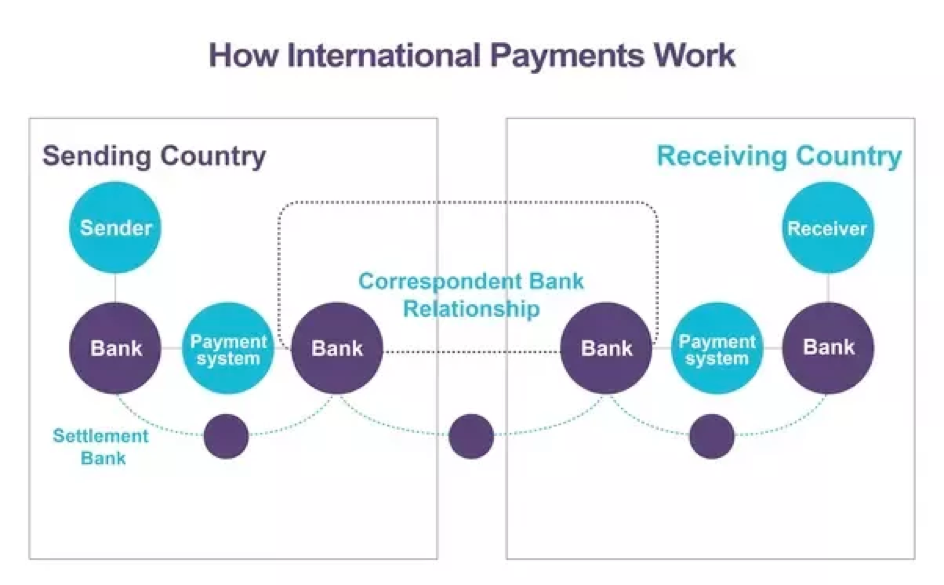 How International Payments Work
Sending Country
Receiving Country
Sender
Receiver
Correspondent Bank
Relationship
Bank
Payment
system
Bank
Bank
Payment
system
Bank
Settlement
Bank